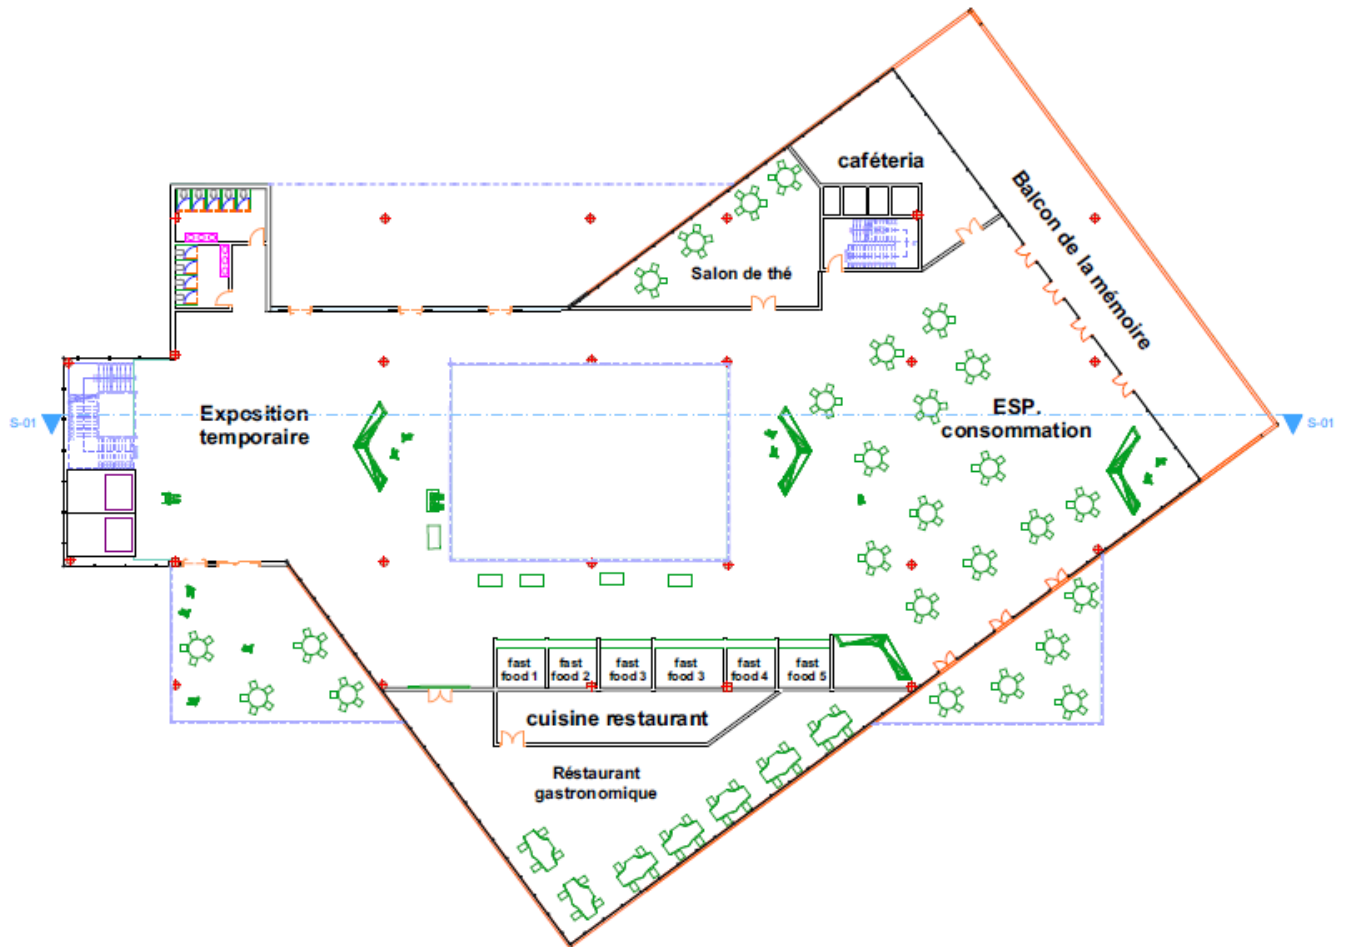 caféteria
Balcon de la mémoire
Salon de thé
S-01
Exposition
temporaire
ESP.
consommation
S-01
fast
food 1
fast
food 2
fast
food 3
fast
food 3
fast
food 4
fast
food 5
cuisine restaurant
Réstaurant
gastronomique